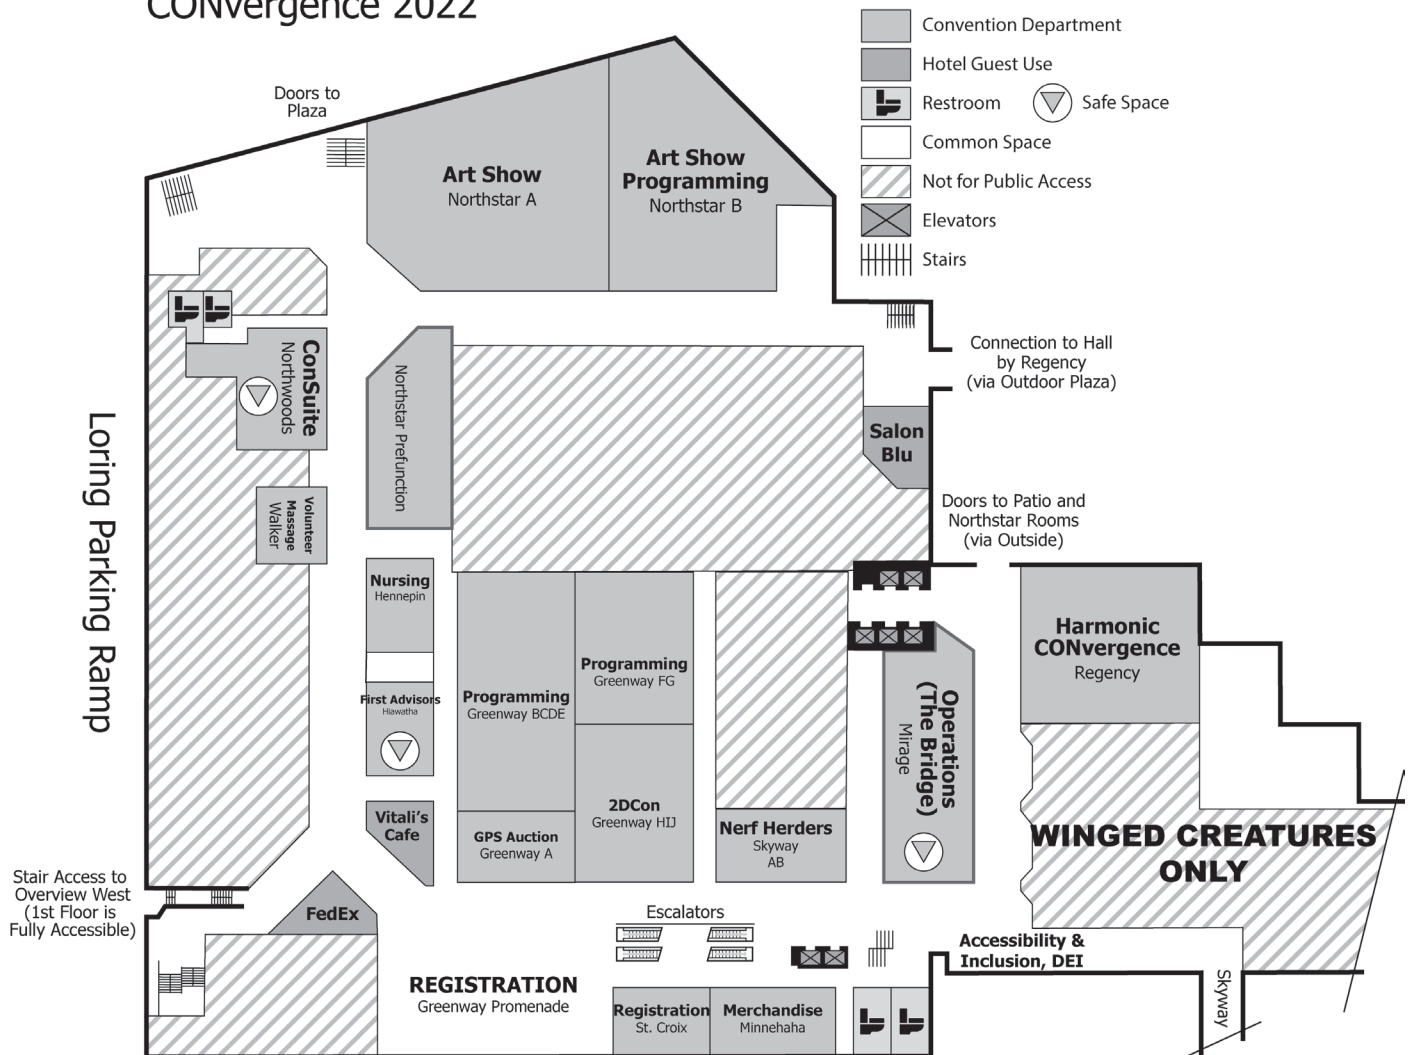 CONvergence 2022
Convention Department
Hotel Guest Use
Restroom
Safe Space
Common Space
Not for Public Access
Elevators
Stairs
Doors to
Plaza
Art Show
Northstar A
Art Show
Programming
Northstar B
Connection to Hall
by Regency
(via Outdoor Plaza)
ConSuite
Northwoods
Northstar Prefunction
Salon
Blu
Loring Parking Ramp
Volunteer
Massage
Walker
Doors to Patio and
Northstar Rooms
(via Outside)
Nursing
Hennepin
First Advisors
Hiawatha
Programming
Greenway BCDE
Programming
Greenway FG
Harmonic
CONvergence
Regency
Operations
(The Bridge)
Mirage
Vitali's
Cafe
GPS Auction
Greenway A
2DCon
Greenway HIJ
Nerf Herders
Skyway
AB
WINGED CREATURES
ONLY
Stair Access to
Overview West
(1st Floor is
Fully Accessible)
FedEx
Escalators
Accessibility &
Inclusion, DEI
REGISTRATION
Greenway Promenade
Registration
St. Croix
Merchandise
Minnehaha
Skyway